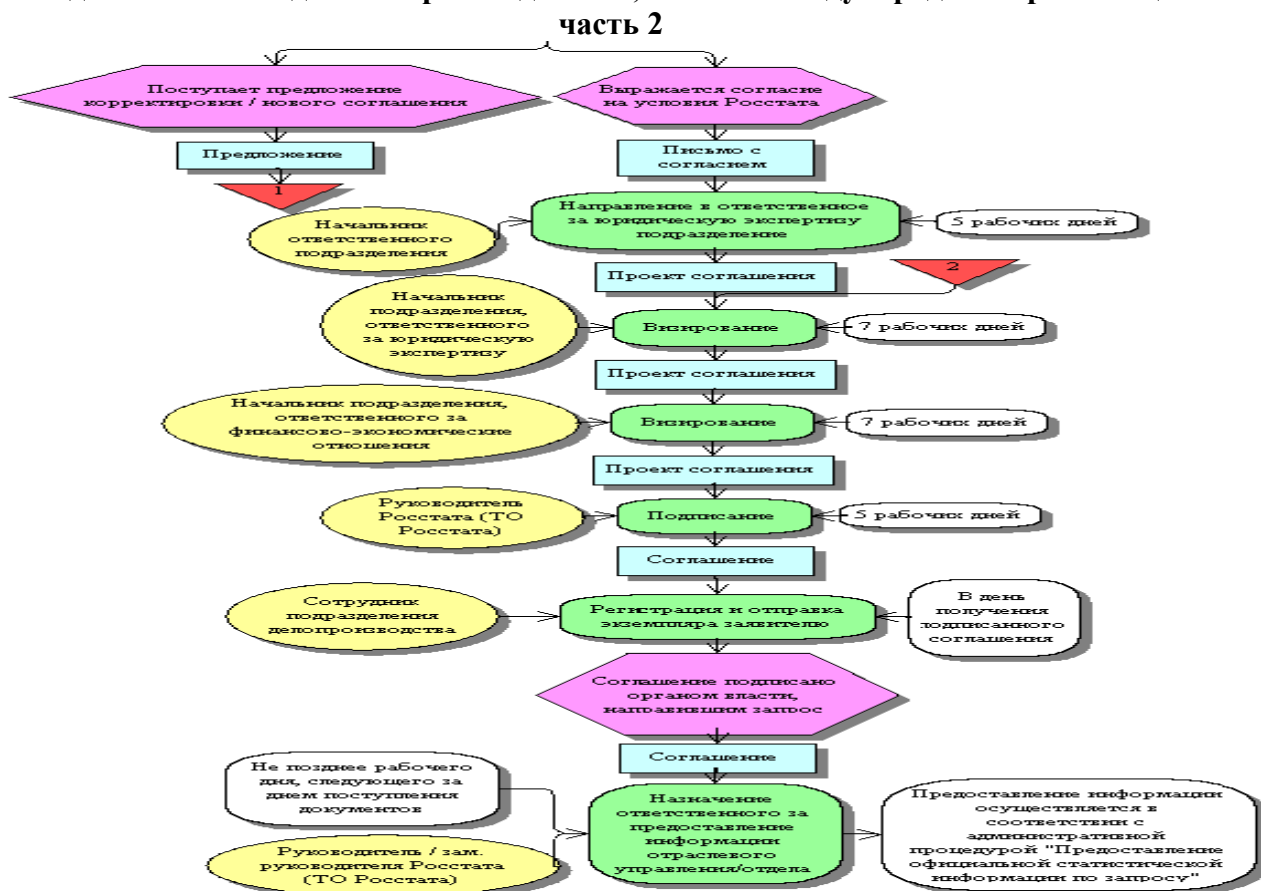 часть 2
Поступает предложение
корректировки / нового соглашения
Выражается согласие
на условия Росстата
Предложение
Письмо с
согласием
1
Направление в ответственное
за юридическую экспертизу
подразделение
Начальник
ответственного
подразделения
5 рабочих дней
Проект соглашения
2
Начальник
подразделения,
ответственного
за юридическую
экспертизу
Визирование
7 рабочих дней
Проект соглашения
Начальник подразделения,
ответственного за
финансово-экономические
отношения
Визирование
7 рабочих дней
Проект соглашения
Руководитель
Росстата (ТО
Росстата)
Подписание
5 рабочих дней
Соглашение
Сотрудник
подразделения
делопроизводства
Регистрация и отправка
экземпляра заявителю
В день
получения
подписанного
соглашения
Соглашение подписано
органом власти,
направившим запрос
Соглашение
Не позднее рабочего
дня, следующего за
днем поступления
документов
Руководитель / зам.
руководителя Росстата
(ТО Росстата)
Назначение
ответственного за
предоставление
информации
отраслевого
управления/отдела
Предоставление информации
осуществляется в
соответствии с
административной
процедурой "Предоставление
официальной статистической
информации по запросу"